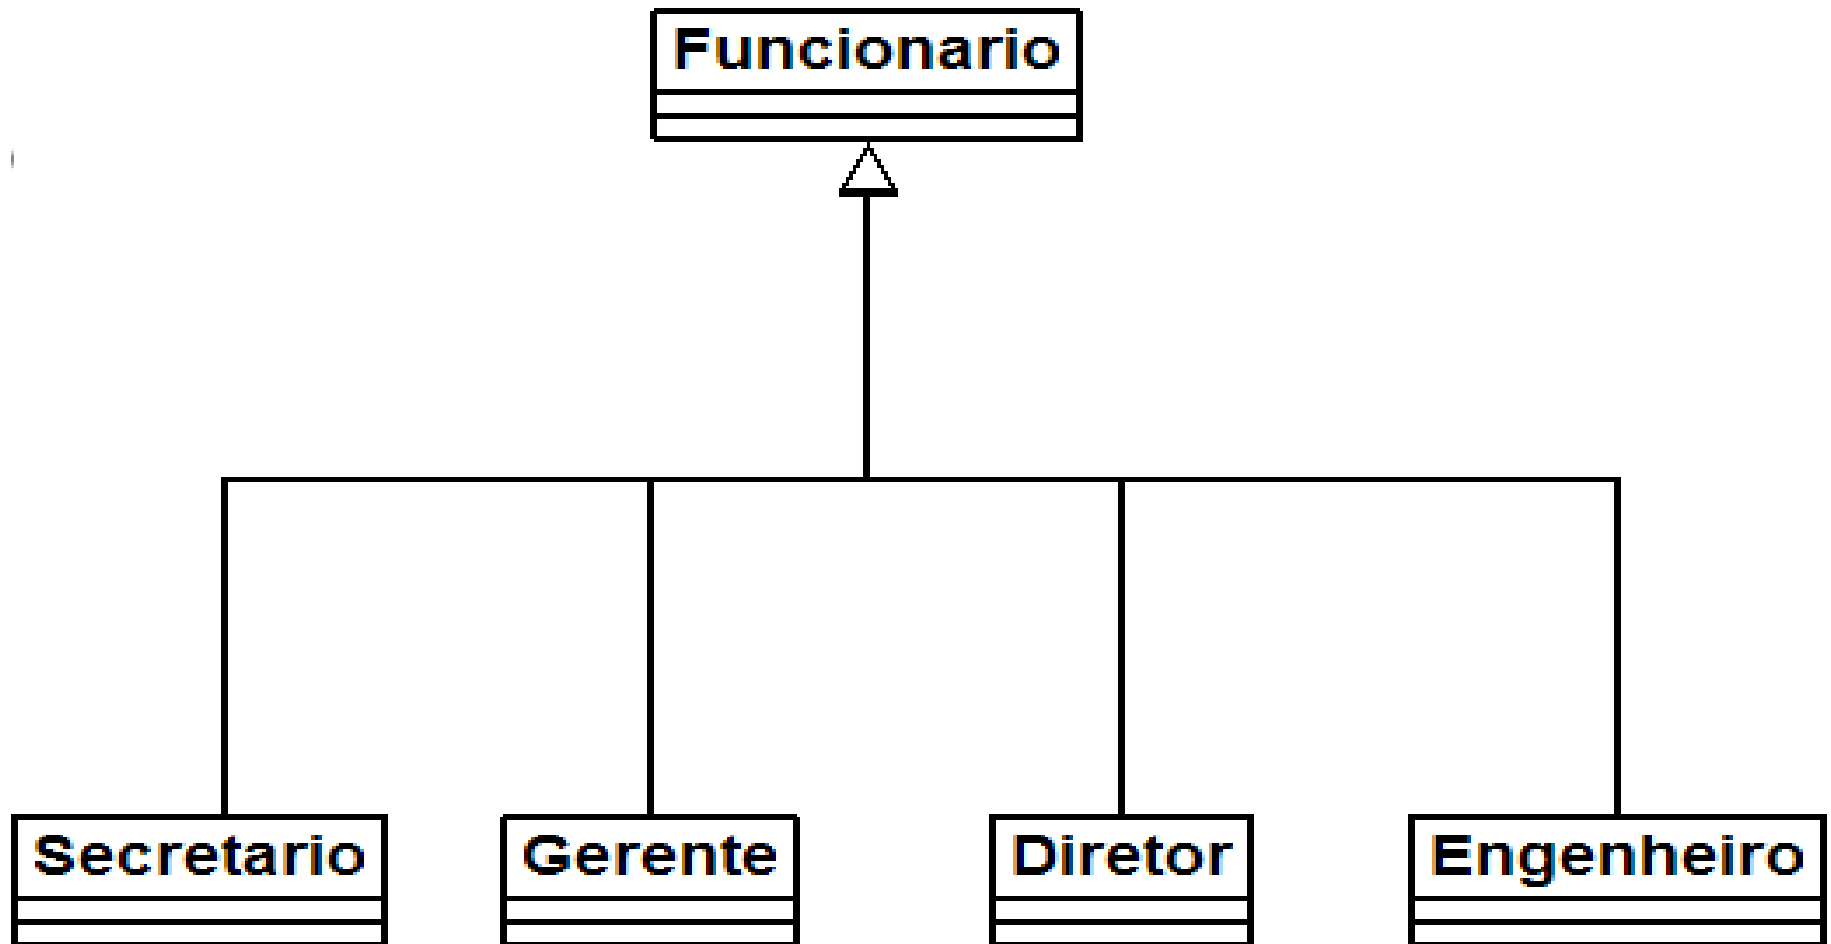 Funcionario
Secretario
Gerente
Diretor
Engenheiro